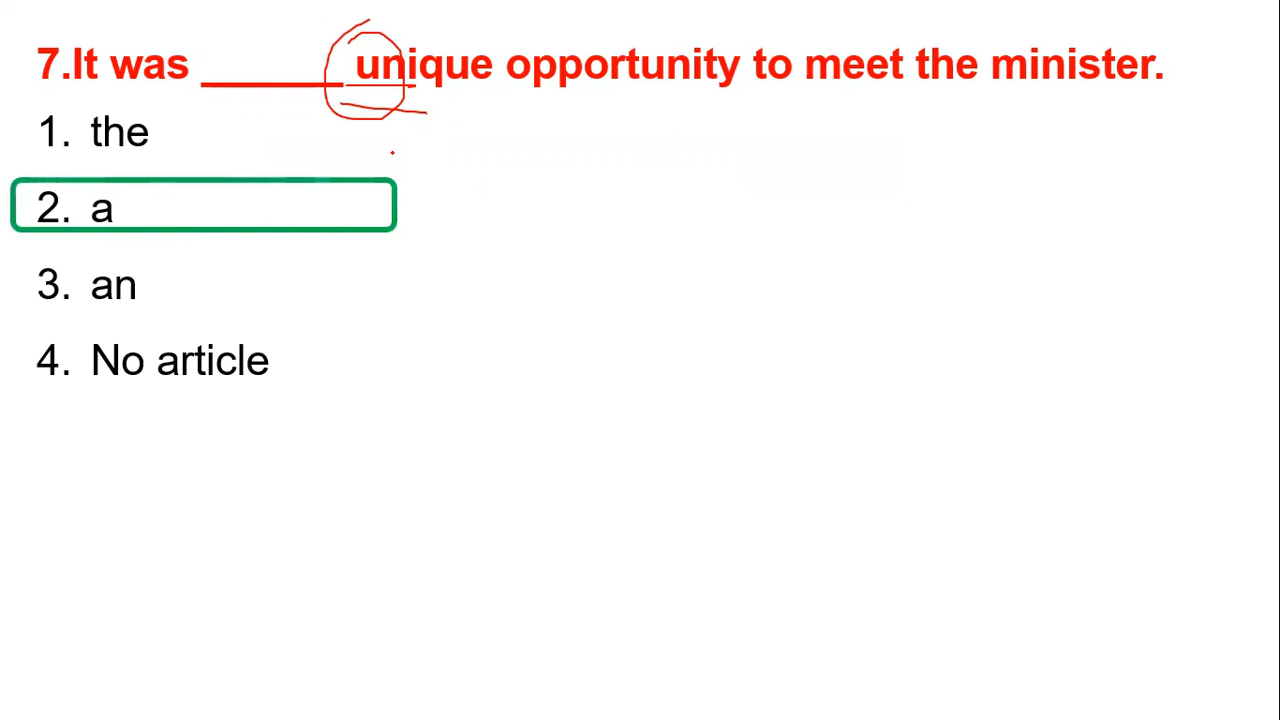 7.It was ______ unique opportunity to meet the minister.
1. the
2. a
3. an
4. No article